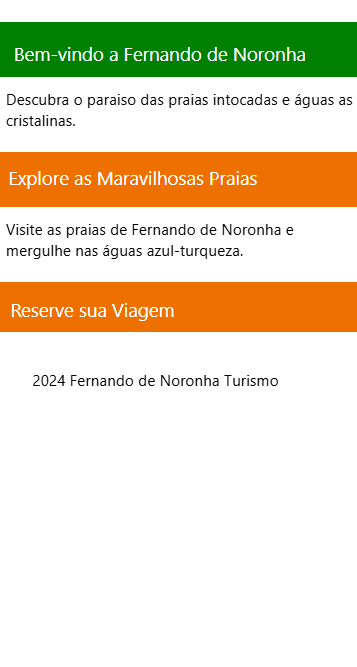 Bem-vindo a Fernando de Noronha
Descubra o paraiso das praias intocadas e águas as
cristalinas.
Explore as Maravilhosas Praias
Visite as praias de Fernando de Noronha e
mergulhe nas águas azul-turqueza.
Reserve sua Viagem
2024 Fernando de Noronha Turismo